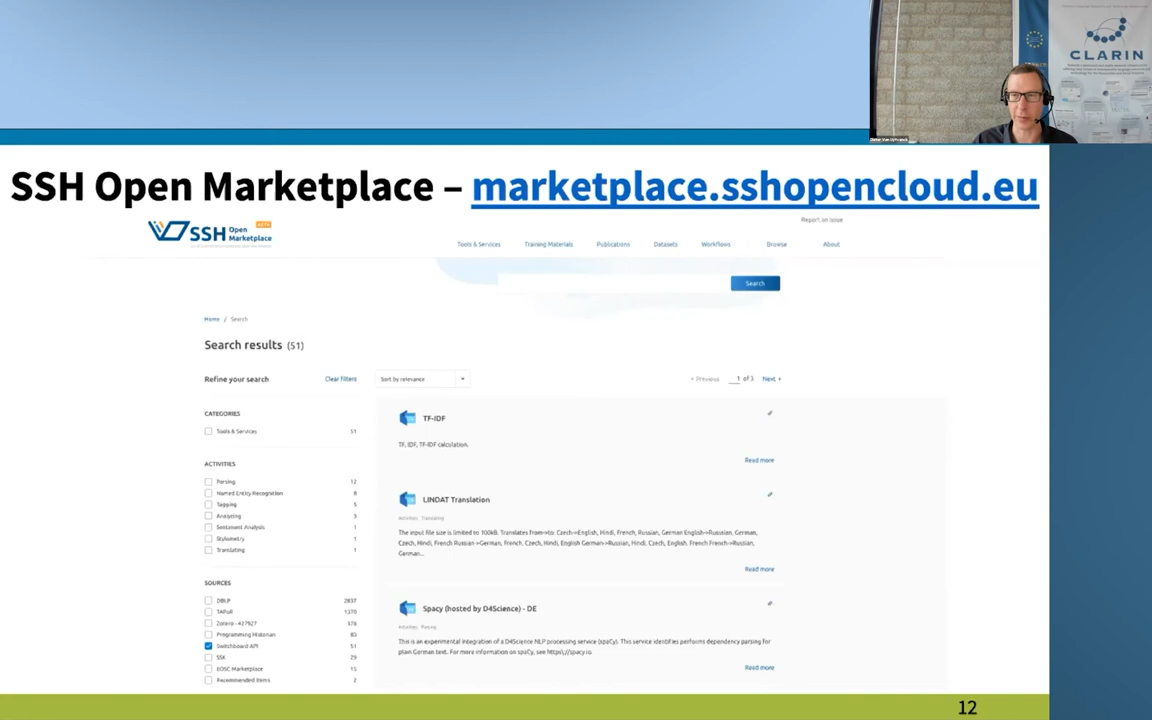 CLARIN
SSH Open Marketplace – marketplace.sshopencloud.eu
SSH Open Marketplace
BETA
Report an issue
Tools & Services Training Materials Publications Datasets Workflows Browse About
Search
Home / Search
Search results (51)
Refine your search Clear filters
Sort by relevance
< Previous 1 of 3 Next >
CATEGORIES
Tools & Services 51
ACTIVITIES
Parsing 12
Named Entity Recognition 8
Tagging 5
Analyzing 3
Sentiment Analysis 1
Stylometry 1
Translating 1
SOURCES
DBLP 2837
TAPoR 1370
Zotero - 427927 376
Programming Historian 85
Switchboard API 51
SSK 29
EOSC Marketplace 15
Recommended Items 2
TF-IDF
TF, IDF, TF-IDF calculation.
Read more
LINDAT Translation
Activities: Translating
The input file size is limited to 100kB. Translates from->to: Czech->English, Hindi, French, Russian, German English->Russian, German,
Czech, Hindi, French Russian->German, French, Czech, Hindi, English German->Russian, Hindi, Czech, English, French French->Russian,
German...
Read more
Spacy (hosted by D4Science) - DE
Activities: Parsing
This is an experimental integration of a D4Science NLP processing service (spaCy). This service identifies performs dependency parsing for
plain German text. For more information on spaCy, see https\://spacy.io
Read more
12